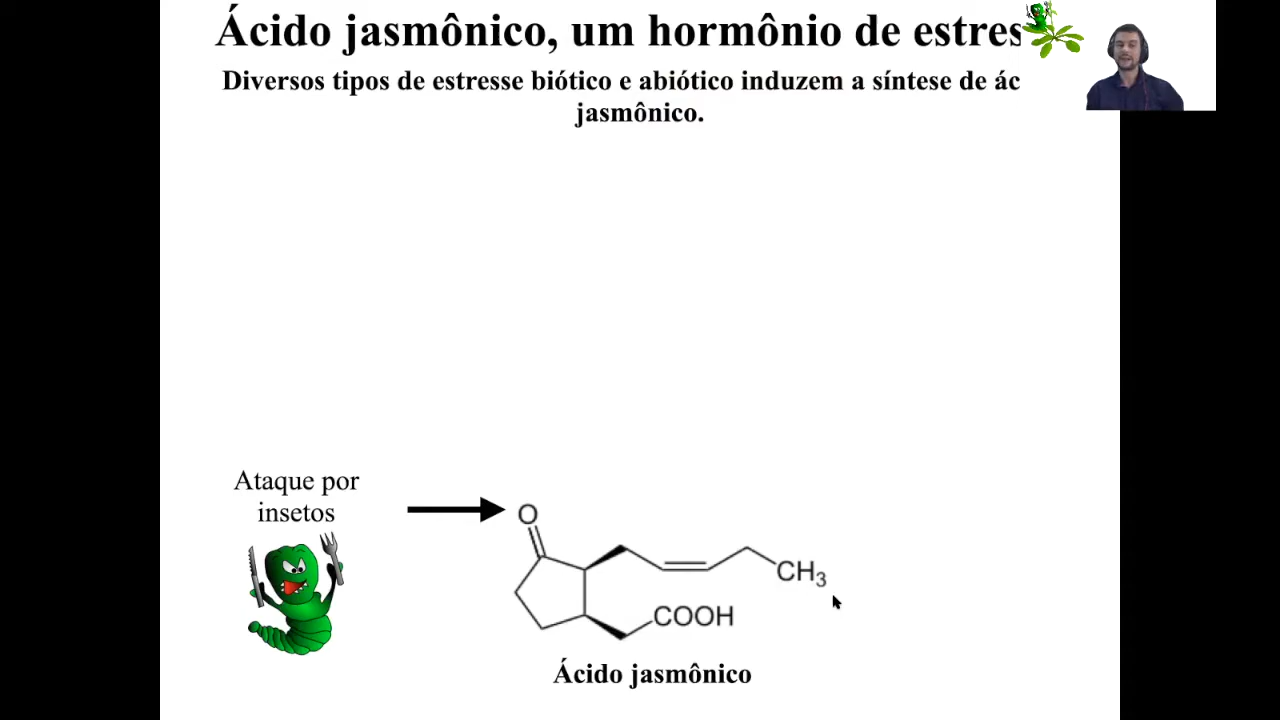 Ácido jasmônico, um hormônio de estres
Diversos tipos de estresse biótico e abiótico induzem a síntese de ác
jasmônico.
Ataque por
insetos
O
CH₃
COOH
Ácido jasmônico